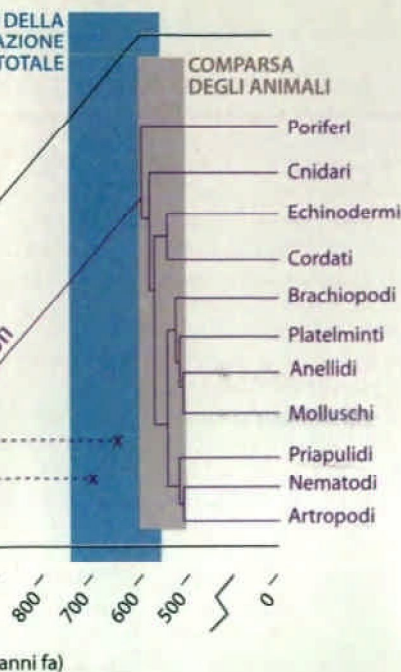 DELLA
AZIONE
TOTALE
COMPARSA
DEGLI ANIMALI
Poriferi
Cnidari
Echinodermi
Cordati
Brachiopodi
Platelminti
Anellidi
Molluschi
Priapulidi
Nematodi
Artropodi
x
x
800
700
600
500
0
anni fa)